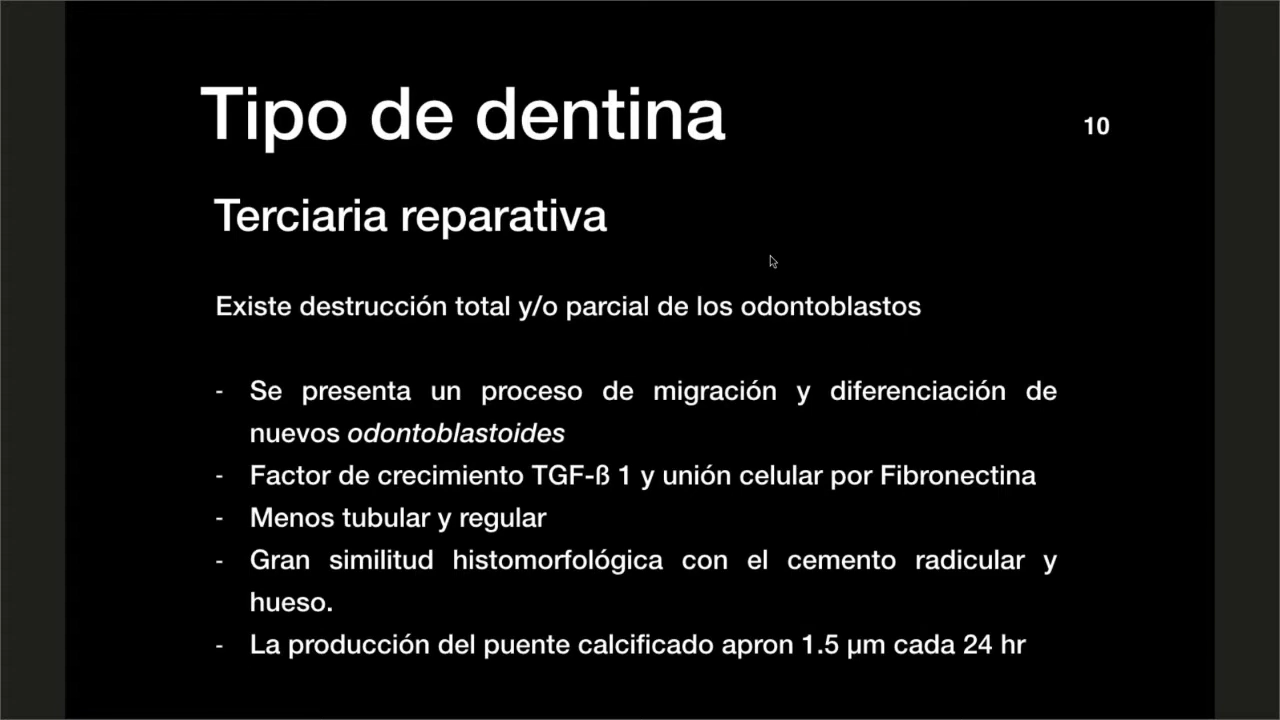 Tipo de dentina
10
Terciaria reparativa
Existe destrucción total y/o parcial de los odontoblastos
- Se presenta un proceso de migración y diferenciación de
nuevos odontoblastoides
- Factor de crecimiento TGF-ß 1 y unión celular por Fibronectina
- Menos tubular y regular
- Gran similitud histomorfológica con el cemento radicular y
hueso.
- La producción del puente calcificado apron 1.5 µm cada 24 hr